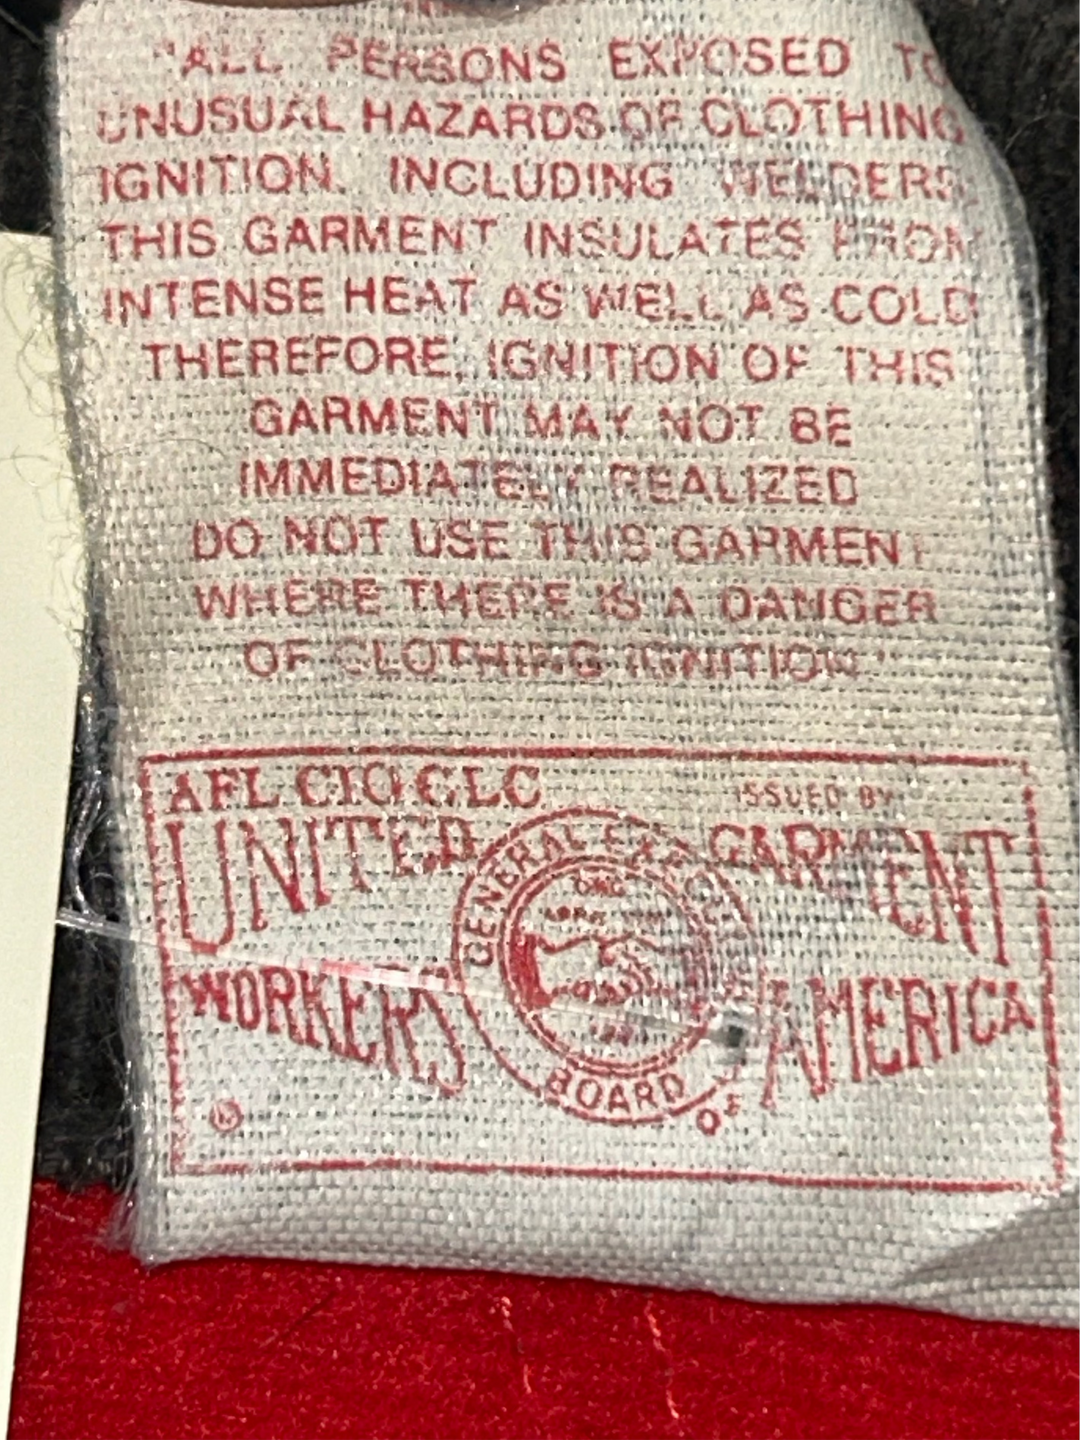 "ALL PERSONS EXPOSED TO
UNUSUAL HAZARDS OF CLOTHING
IGNITION. INCLUDING WELDERS,
THIS GARMENT INSULATES FROM
INTENSE HEAT AS WELL AS COLD
THEREFORE, IGNITION OF THIS
GARMENT MAY NOT BE
IMMEDIATELY REALIZED
DO NOT USE THIS GARMENT
WHERE THERE IS A DANGER
OF CLOTHING IGNITION"
AFL CIO CLC
ISSUED BY
GENERAL
BOARD
OF
UNITED GARMENT
WORKERS AMERICA